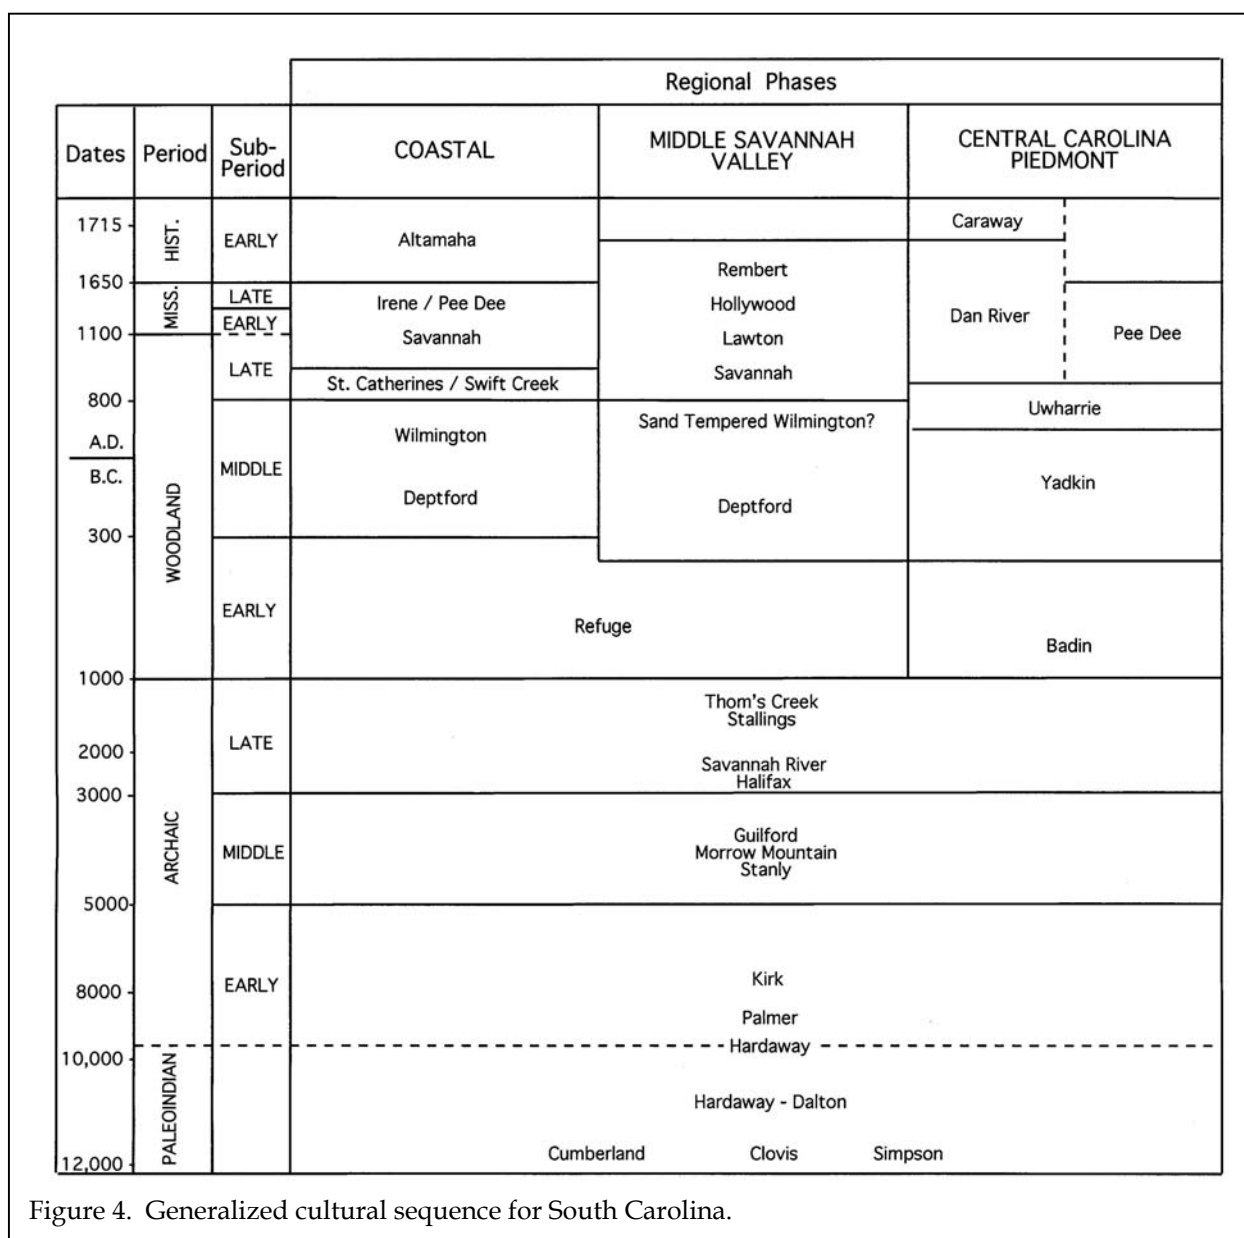 Regional Phases
Dates
Period
Sub-
Period
COASTAL
MIDDLE SAVANNAH
VALLEY
CENTRAL CAROLINA
PIEDMONT
1715
HIST.
EARLY
Altamaha
Caraway
1650
Rembert
MISS.
LATE
Irene / Pee Dee
Hollywood
Dan River
Pee Dee
EARLY
1100
Savannah
Lawton
LATE
Savannah
St. Catherines / Swift Creek
800
Uwharrie
Sand Tempered Wilmington?
A.D.
Wilmington
B.C.
WOODLAND
MIDDLE
Yadkin
Deptford
Deptford
300
EARLY
Refuge
Badin
1000
Thom's Creek
Stallings
LATE
2000
Savannah River
Halifax
3000
ARCHAIC
Guilford
MIDDLE
Morrow Mountain
Stanly
5000
EARLY
Kirk
8000
Palmer
Hardaway
10,000
PALEOINDIAN
Hardaway - Dalton
Cumberland
Clovis
Simpson
12,000
Figure 4. Generalized cultural sequence for South Carolina.